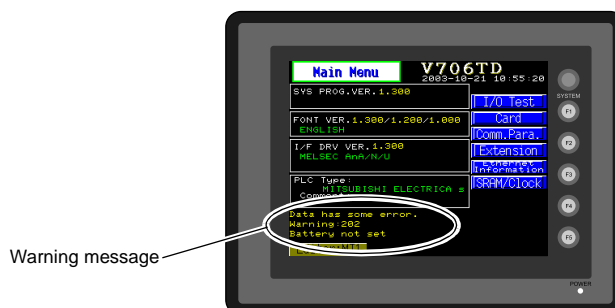 Main Menu
V706TD
2003-10-21 10:55:20
SYS PROG.VER.1.300
FONT VER.1.300/1.200/1.000
ENGLISH
I/F DRV VER.1.300
MELSEC AnA/N/U
PLC Type:
MITSUBISHI ELECTRICA s
Data has some error.
Warning:202
Battery not set
I/O Test
Card
Comm.Para.
Extension
Ethernet
Information
SRAM/Clock
SYSTEM
F1
F2
F3
F4
F5
POWER
Warning message